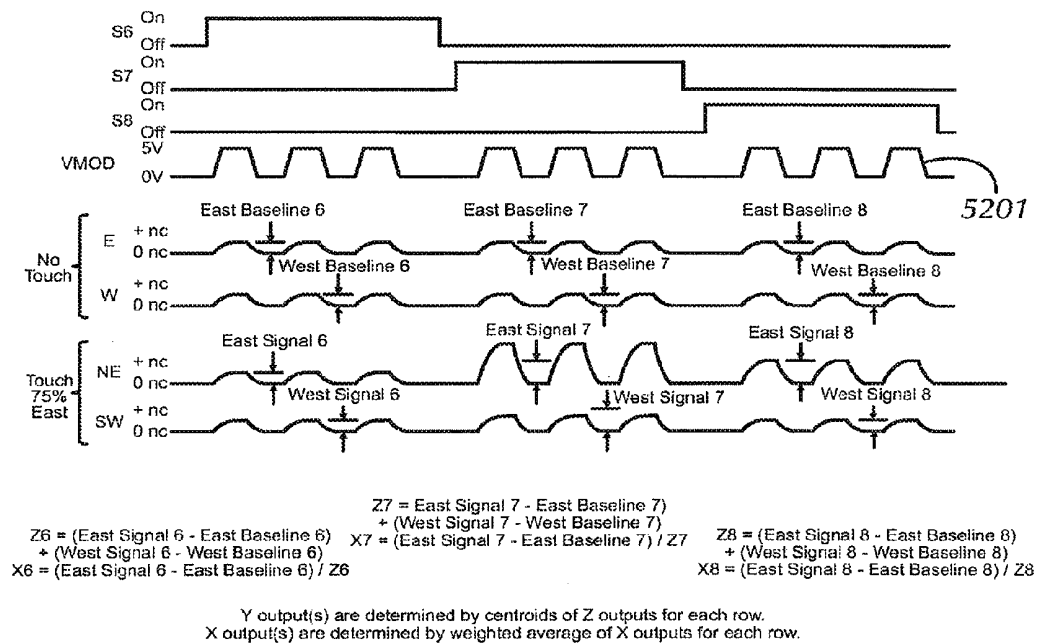 S6 On
Off
S7 On
Off
S8 On
Off
VMOD 5V
0V
5201
East Baseline 6 East Baseline 7 East Baseline 8
No Touch
E + nc
0 nc
West Baseline 6 West Baseline 7 West Baseline 8
W + nc
0 nc
East Signal 6 East Signal 7 East Signal 8
Touch 75% East
NE + nc
0 nc
West Signal 6 West Signal 7 West Signal 8
SW + nc
0 nc
Z6 = (East Signal 6 - East Baseline 6)
+ (West Signal 6 - West Baseline 6)
X6 = (East Signal 6 - East Baseline 6) / Z6
Z7 = East Signal 7 - East Baseline 7)
+ (West Signal 7 - West Baseline 7)
X7 = (East Signal 7 - East Baseline 7) / Z7
Z8 = (East Signal 8 - East Baseline 8)
+ (West Signal 8 - West Baseline 8)
X8 = (East Signal 8 - East Baseline 8) / Z8
Y output(s) are determined by centroids of Z outputs for each row.
X output(s) are determined by weighted average of X outputs for each row.